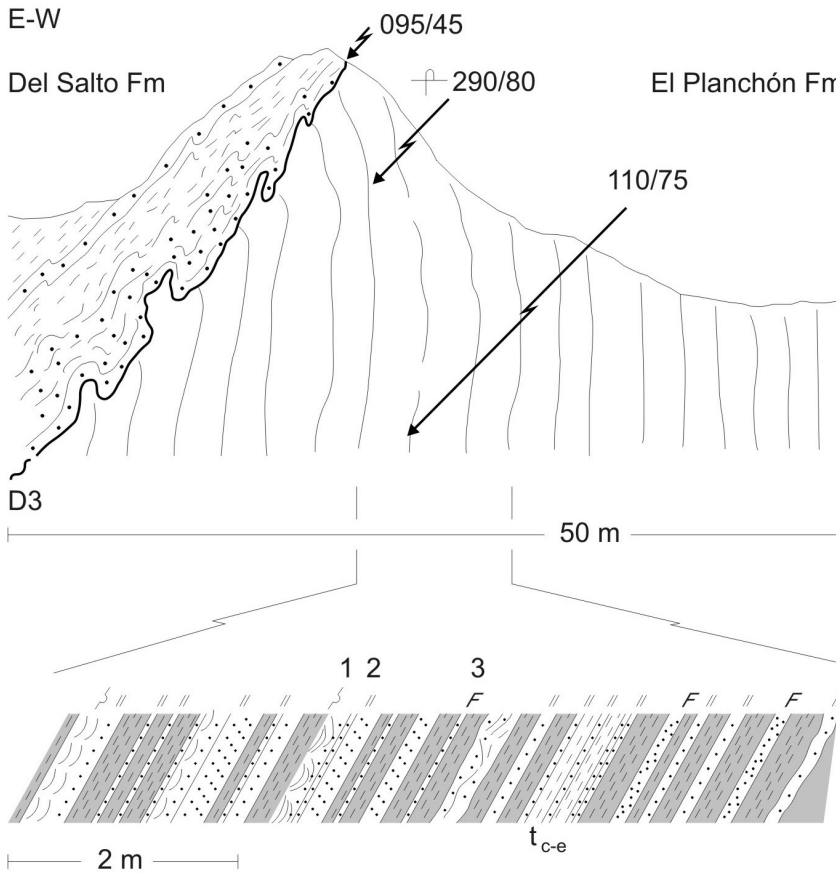 E-W
095/45
Del Salto Fm
290/80
El Planchón Fm
110/75
D3
50 m
1 2 3
F F F
t c-e
2 m